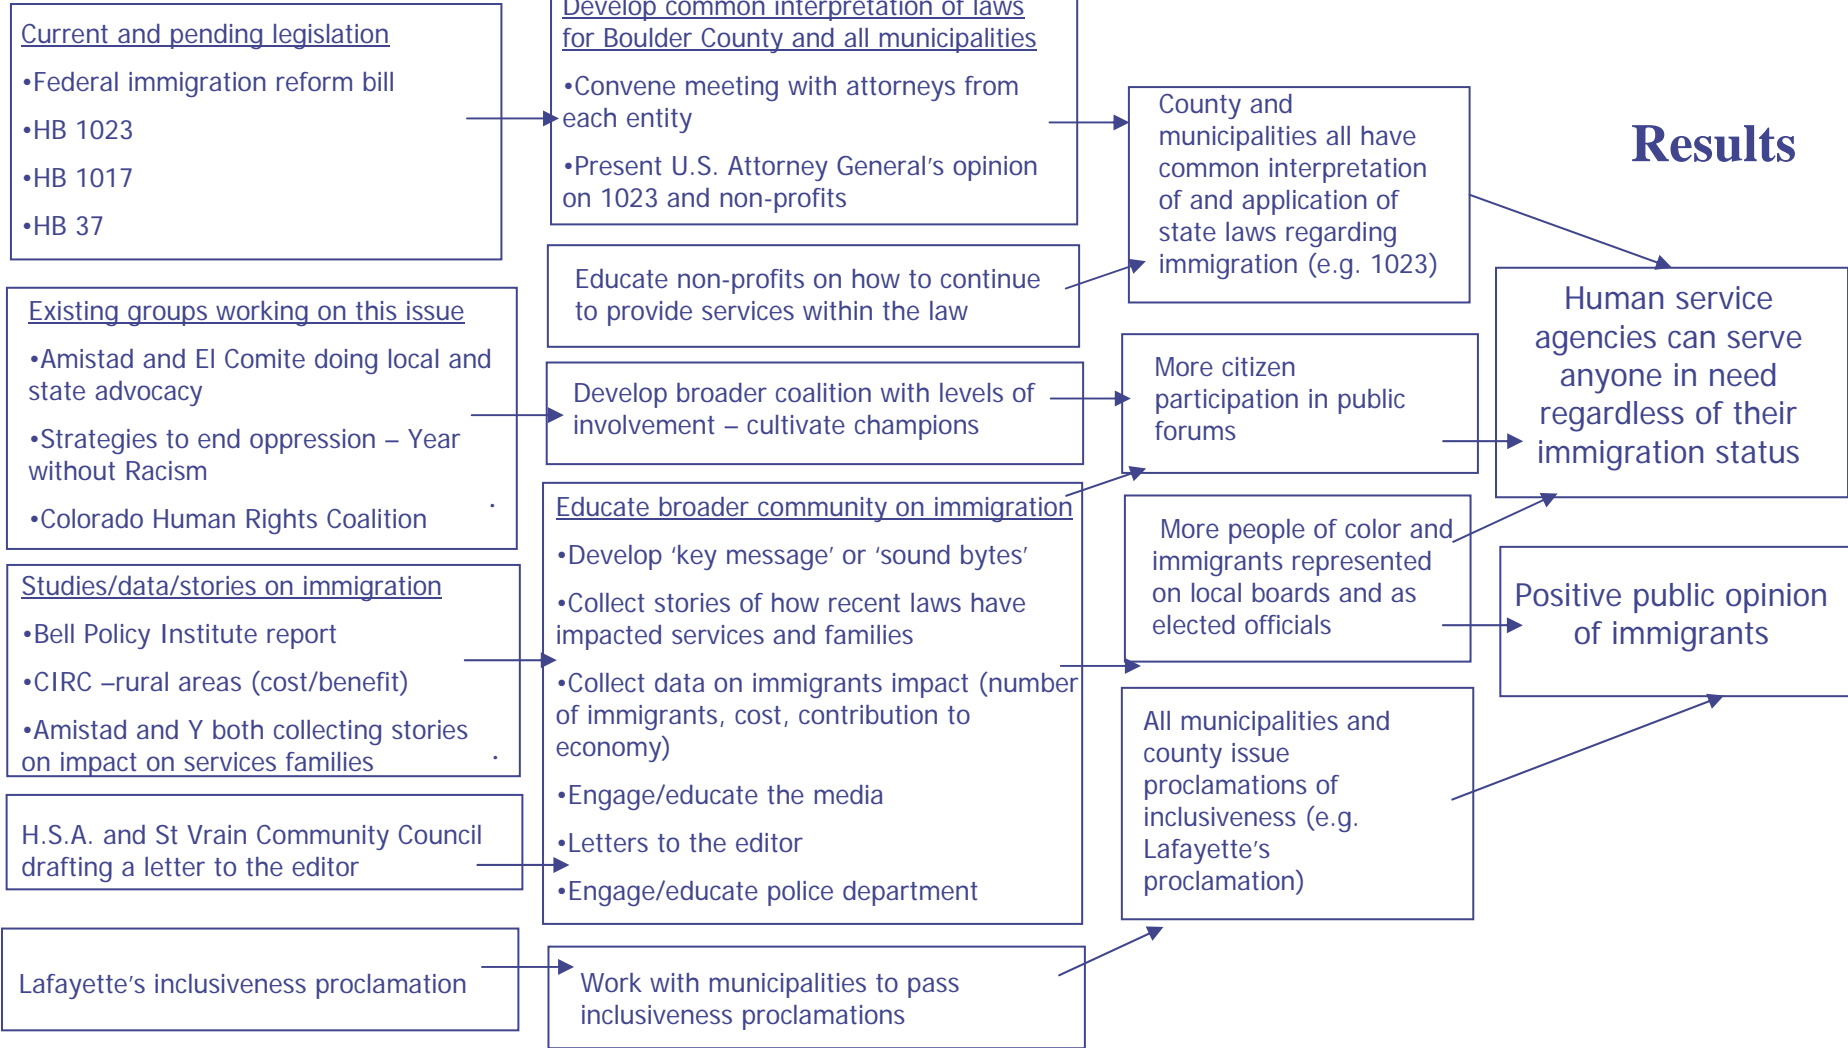 Current and pending legislation
•Federal immigration reform bill
•HB 1023
•HB 1017
•HB 37
Existing groups working on this issue
•Amistad and El Comite doing local and
state advocacy
•Strategies to end oppression – Year
without Racism
•Colorado Human Rights Coalition
.
Studies/data/stories on immigration
•Bell Policy Institute report
•CIRC –rural areas (cost/benefit)
•Amistad and Y both collecting stories
on impact on services families
.
H.S.A. and St Vrain Community Council
drafting a letter to the editor
Lafayette’s inclusiveness proclamation
Develop common interpretation of laws
for Boulder County and all municipalities
•Convene meeting with attorneys from
each entity
•Present U.S. Attorney General’s opinion
on 1023 and non-profits
Educate non-profits on how to continue
to provide services within the law
Develop broader coalition with levels of
involvement – cultivate champions
Educate broader community on immigration
•Develop ‘key message’ or ‘sound bytes’
•Collect stories of how recent laws have
impacted services and families
•Collect data on immigrants impact (number
of immigrants, cost, contribution to
economy)
•Engage/educate the media
•Letters to the editor
•Engage/educate police department
Work with municipalities to pass
inclusiveness proclamations
County and
municipalities all have
common interpretation
of and application of
state laws regarding
immigration (e.g. 1023)
More citizen
participation in public
forums
More people of color and
immigrants represented
on local boards and as
elected officials
All municipalities and
county issue
proclamations of
inclusiveness (e.g.
Lafayette’s
proclamation)
Results
Human service
agencies can serve
anyone in need
regardless of their
immigration status
Positive public opinion
of immigrants